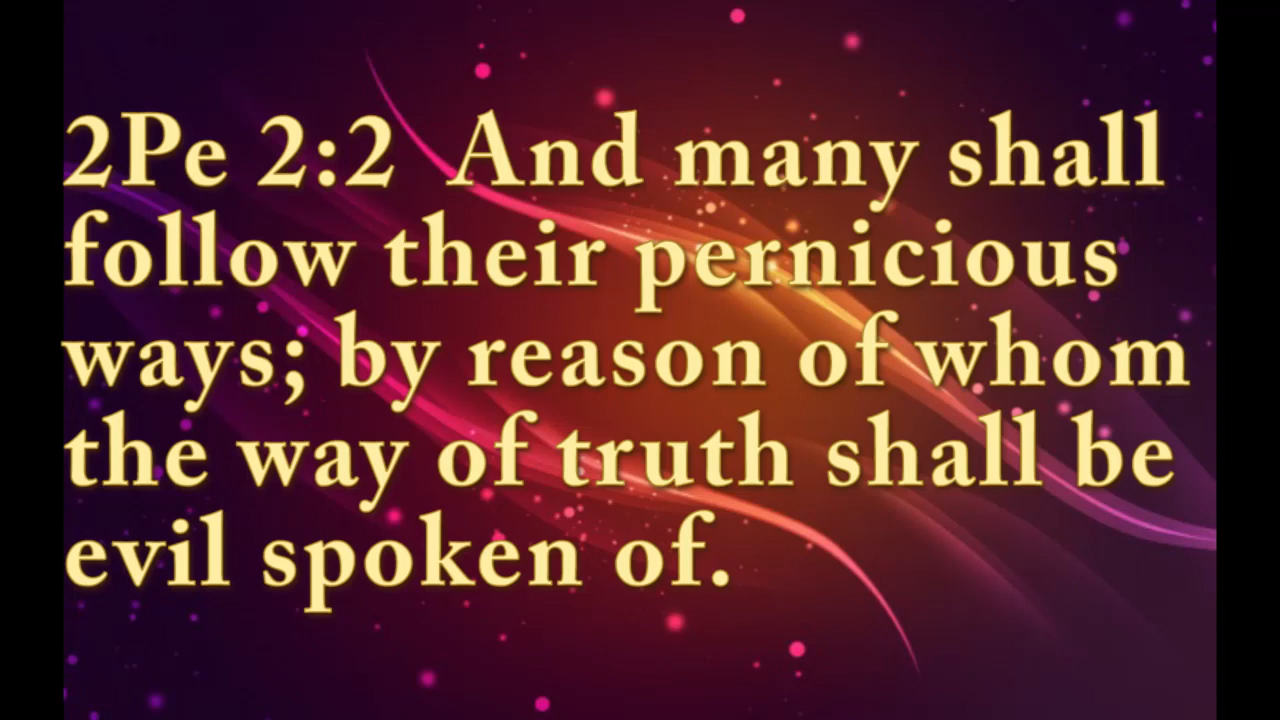 2Pe 2:2  And many shall
follow their pernicious
ways; by reason of whom
the way of truth shall be
evil spoken of.